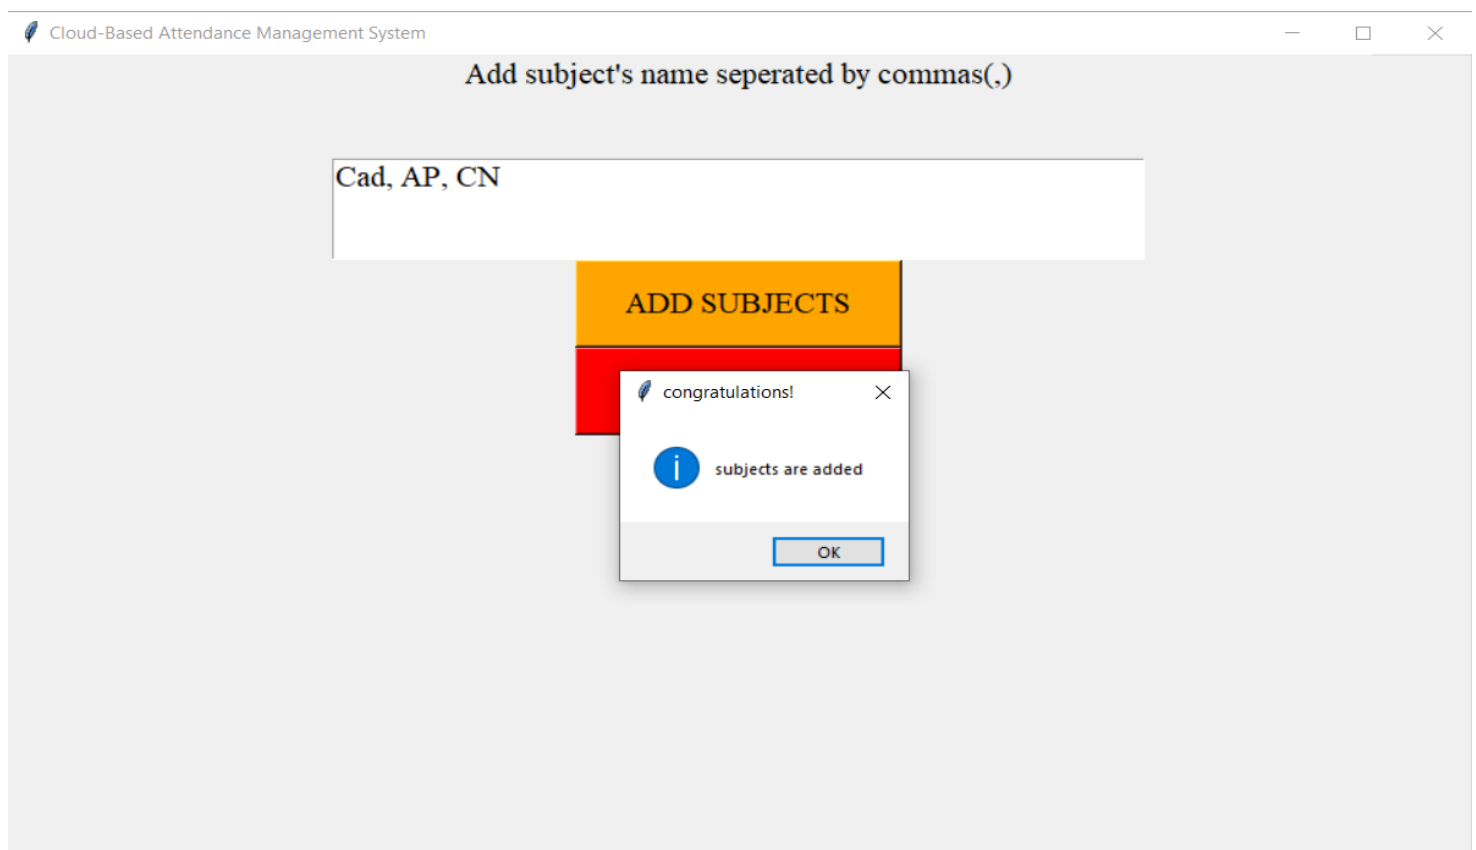 Cloud-Based Attendance Management System
Add subject's name seperated by commas(,)
Cad, AP, CN
ADD SUBJECTS
congratulations!
i
subjects are added
OK